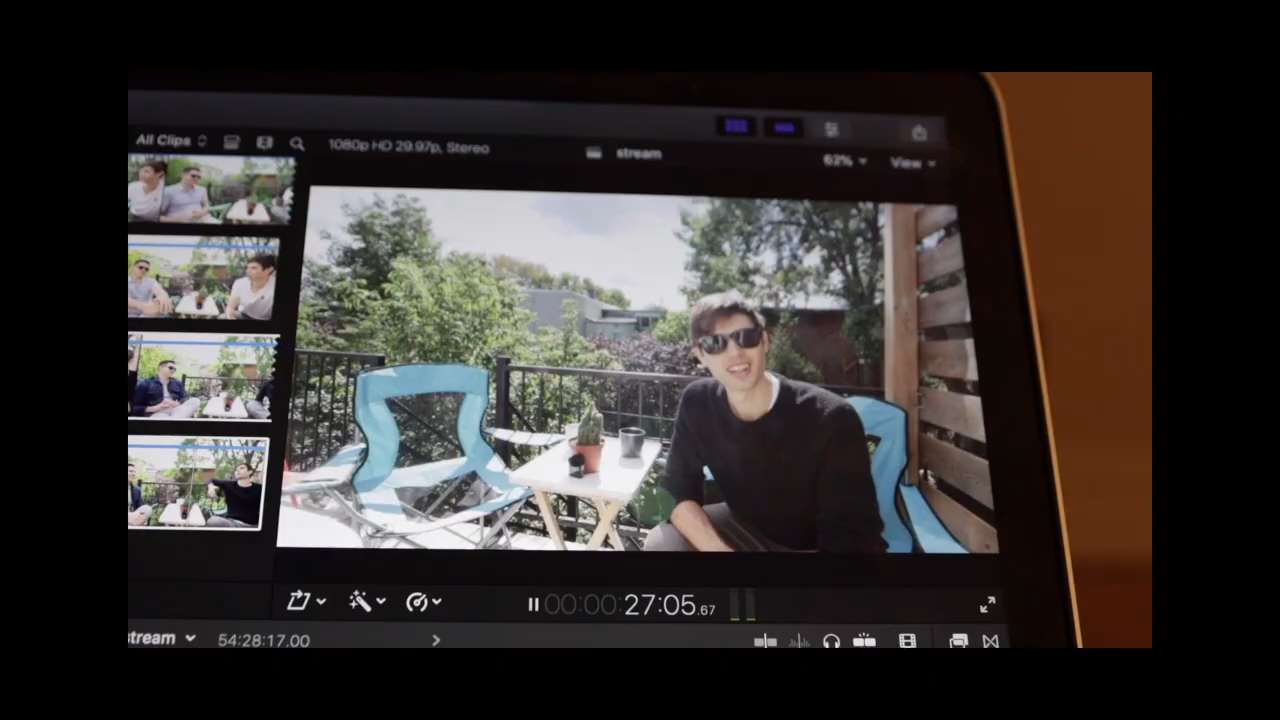 All Clips
1080p HD 29.97p, Stereo
stream
62%
View
00:00:27:05.67
stream
54:28:17.00